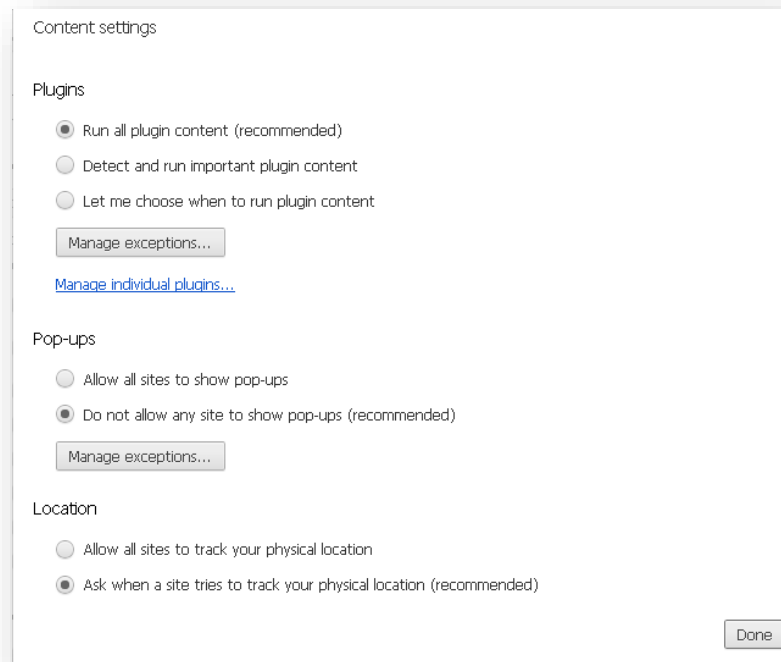 Content settings
Plugins
Run all plugin content (recommended)
Detect and run important plugin content
Let me choose when to run plugin content
Manage exceptions...
Manage individual plugins...
Pop-ups
Allow all sites to show pop-ups
Do not allow any site to show pop-ups (recommended)
Manage exceptions...
Location
Allow all sites to track your physical location
Ask when a site tries to track your physical location (recommended)
Done